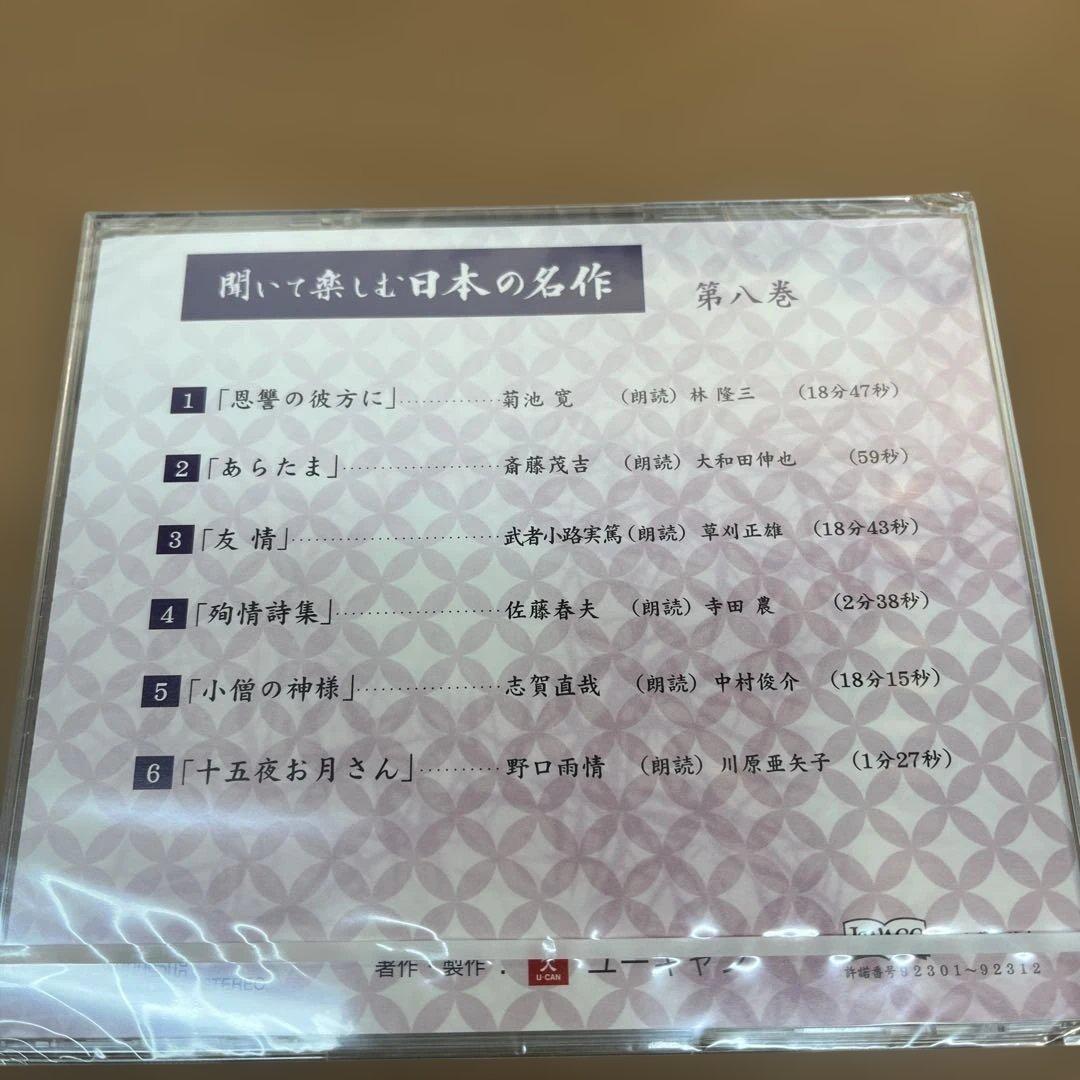 聞いて楽しむ日本の名作 第八巻
1 「恩讐の彼方に」…………菊池 寛 （朗読）林 隆三 （18分47秒）
2 「あらたま」…………斎藤茂吉 （朗読）大和田伸也 （59秒）
3 「友 情」…………武者小路実篤（朗読）草刈正雄 （18分43秒）
4 「殉情詩集」…………佐藤春夫 （朗読）寺田 農 （2分38秒）
5 「小僧の神様」…………志賀直哉 （朗読）中村俊介 （18分15秒）
6 「十五夜お月さん」…………野口雨情 （朗読）川原亜矢子 （1分27秒）
STEREO 著作・製作： U-CAN ユーキャン
許諾番号92301～92312